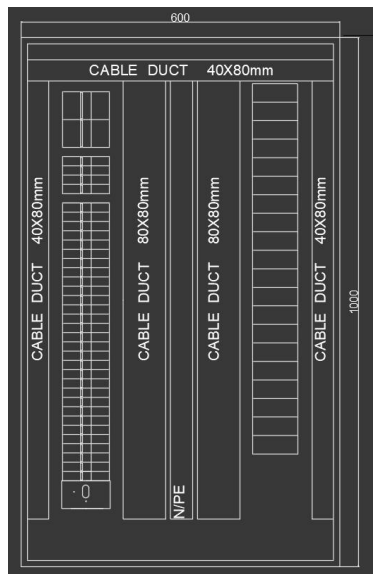 600
CABLE DUCT 40X80mm
CABLE DUCT 40X80mm
CABLE DUCT 80X80mm
N/PE
CABLE DUCT 80X80mm
CABLE DUCT 40X80mm
1000